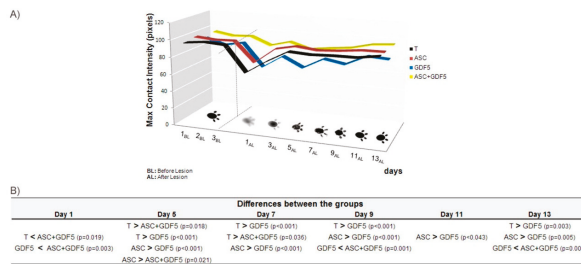 A)
Max Contact Intensity (pixels)
120
100
80
60
40
20
0
1BL 2BL 3BL 1AL 3AL 5AL 7AL 9AL 11AL 13AL
days
T
ASC
GDF5
ASC+GDF5
BL: Before Lesion
AL: After Lesion
B)
Differences between the groups
Day 1 Day 5 Day 7 Day 9 Day 11 Day 13
T > ASC+GDF5 (p=0.018) T > GDF5 (p<0.001) T > GDF5 (p<0.001) T > GDF5 (p=0.003)
T < ASC+GDF5 (p=0.019) T > GDF5 (p<0.001) T > ASC+GDF5 (p=0.036) ASC > GDF5 (p<0.001) ASC > GDF5 (p<0.043) ASC > GDF5 (p=0.005)
GDF5 < ASC+GDF5 (p=0.003) ASC > GDF5 (p<0.001) ASC > GDF5 (p<0.001) GDF5 < ASC+GDF5 (p=0.001) GDF5 < ASC+GDF5
ASC > ASC+GDF5 (p=0.021)